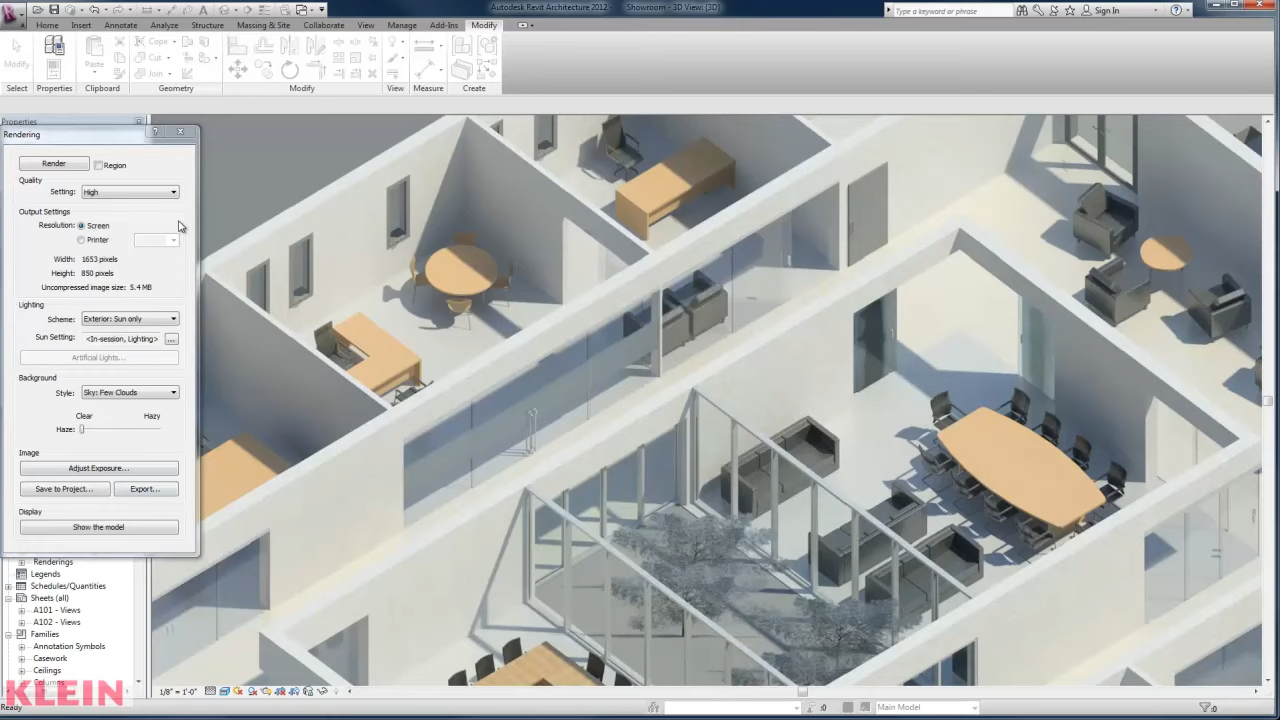 Autodesk Revit Architecture 2012 - Showroom - 3D View: {3D}
Type a keyword or phrase
Sign In
Home Insert Annotate Analyze Structure Massing & Site Collaborate View Manage Add-Ins Modify
Modify
Paste
Cope
Cut
Join
Select Properties Clipboard Geometry Modify View Measure Create
Properties
Rendering
Render Region
Quality
Setting: High
Output Settings
Resolution: Screen
Printer
Width: 1653 pixels
Height: 850 pixels
Uncompressed image size: 5.4 MB
Lighting
Scheme: Exterior: Sun only
Sun Setting: <In-session, Lighting> ...
Artificial Lights...
Background
Style: Sky: Few Clouds
Clear Hazy
Haze:
Image
Adjust Exposure...
Save to Project... Export...
Display
Show the model
Renderings
Legends
Schedules/Quantities
Sheets (all)
A101 - Views
A102 - Views
Families
Annotation Symbols
Casework
Ceilings
KLEIN
1/8" = 1'-0"
Ready
:0
Main Model
:0